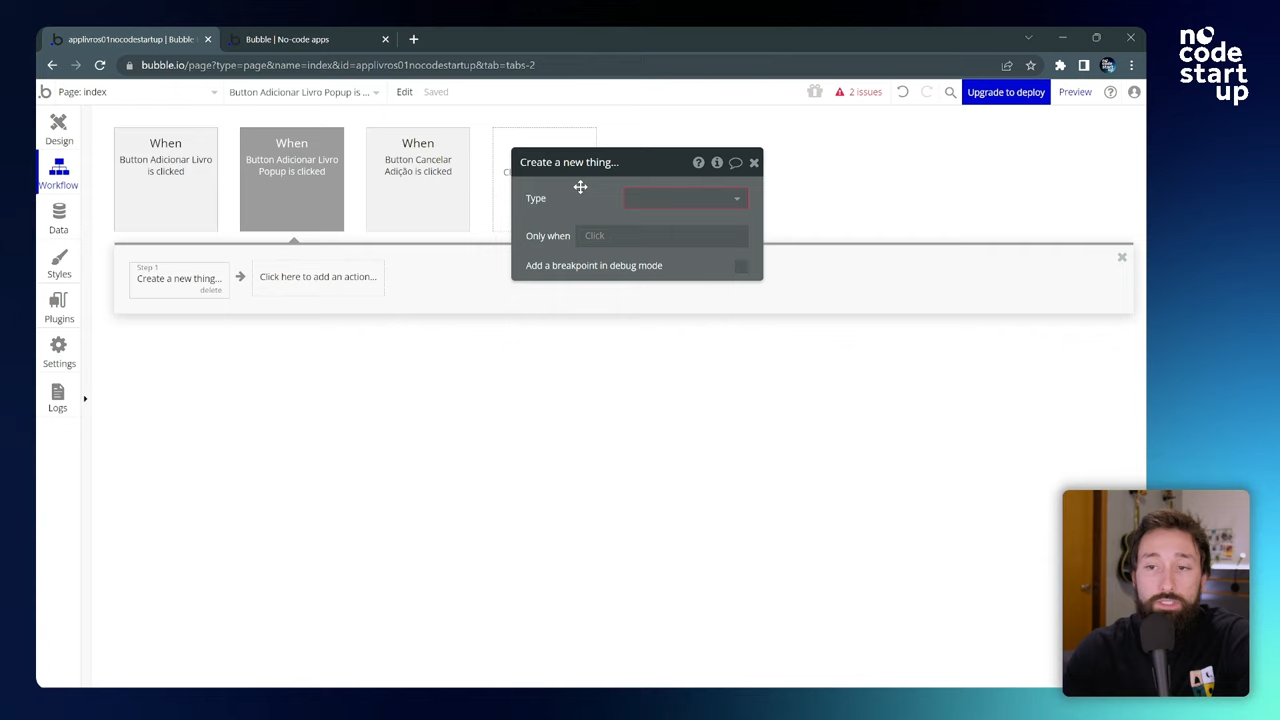 applivros01nocodestartup | Bubble
Bubble | No-code apps
bubble.io/page?type=page&name=index&id=applivros01nocodestartup&tab=tabs-2
no
code
start
up
Page: index
Button Adicionar Livro Popup is ...
Edit
Saved
2 issues
Upgrade to deploy
Preview
Design
Workflow
Data
Styles
Plugins
Settings
Logs
When
Button Adicionar Livro
is clicked
When
Button Adicionar Livro
Popup is clicked
When
Button Cancelar
Adição is clicked
Create a new thing...
Type
Only when
Click
Add a breakpoint in debug mode
Step 1
Create a new thing...
delete
Click here to add an action...